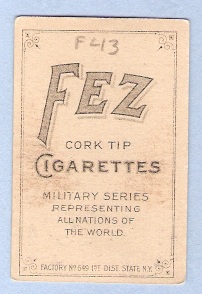 F43
FEZ
CORK TIP
CIGARETTES
MILITARY SERIES
REPRESENTING
ALL NATIONS OF
THE WORLD.
FACTORY No 649 1ST DIST. STATE N.Y.